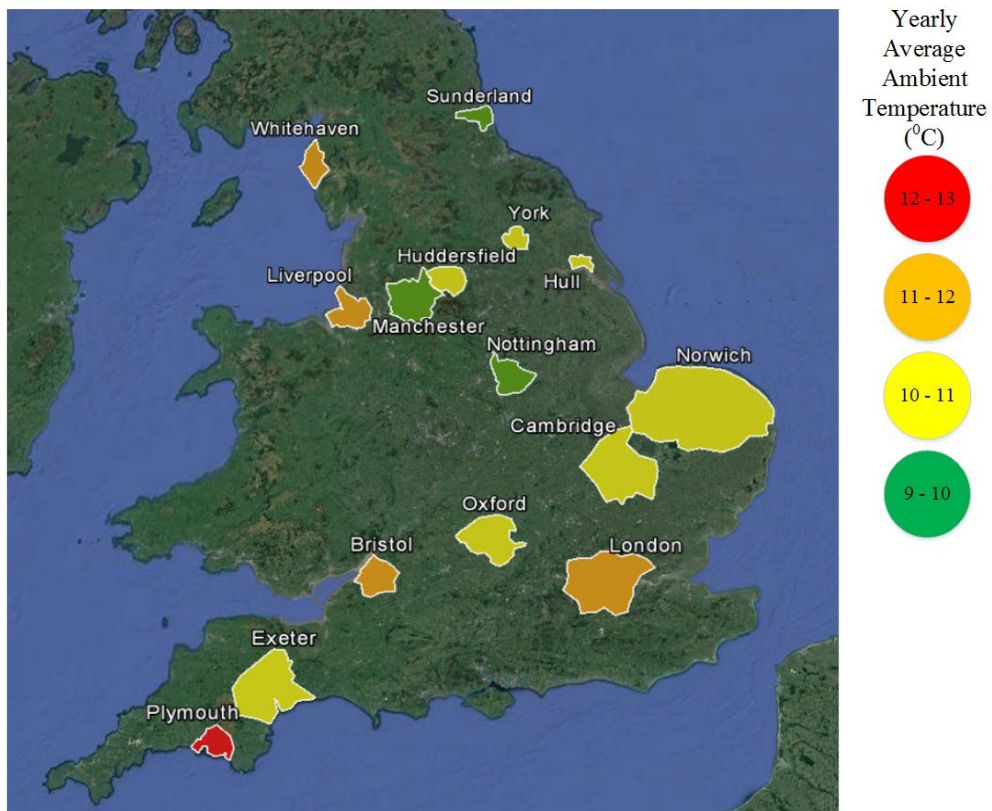 Yearly
Average
Ambient
Temperature
(⁰C)
12 - 13
11 - 12
10 - 11
9 - 10
Sunderland
Whitehaven
York
Huddersfield
Liverpool
Hull
Manchester
Nottingham
Norwich
Cambridge
Oxford
Bristol
London
Exeter
Plymouth